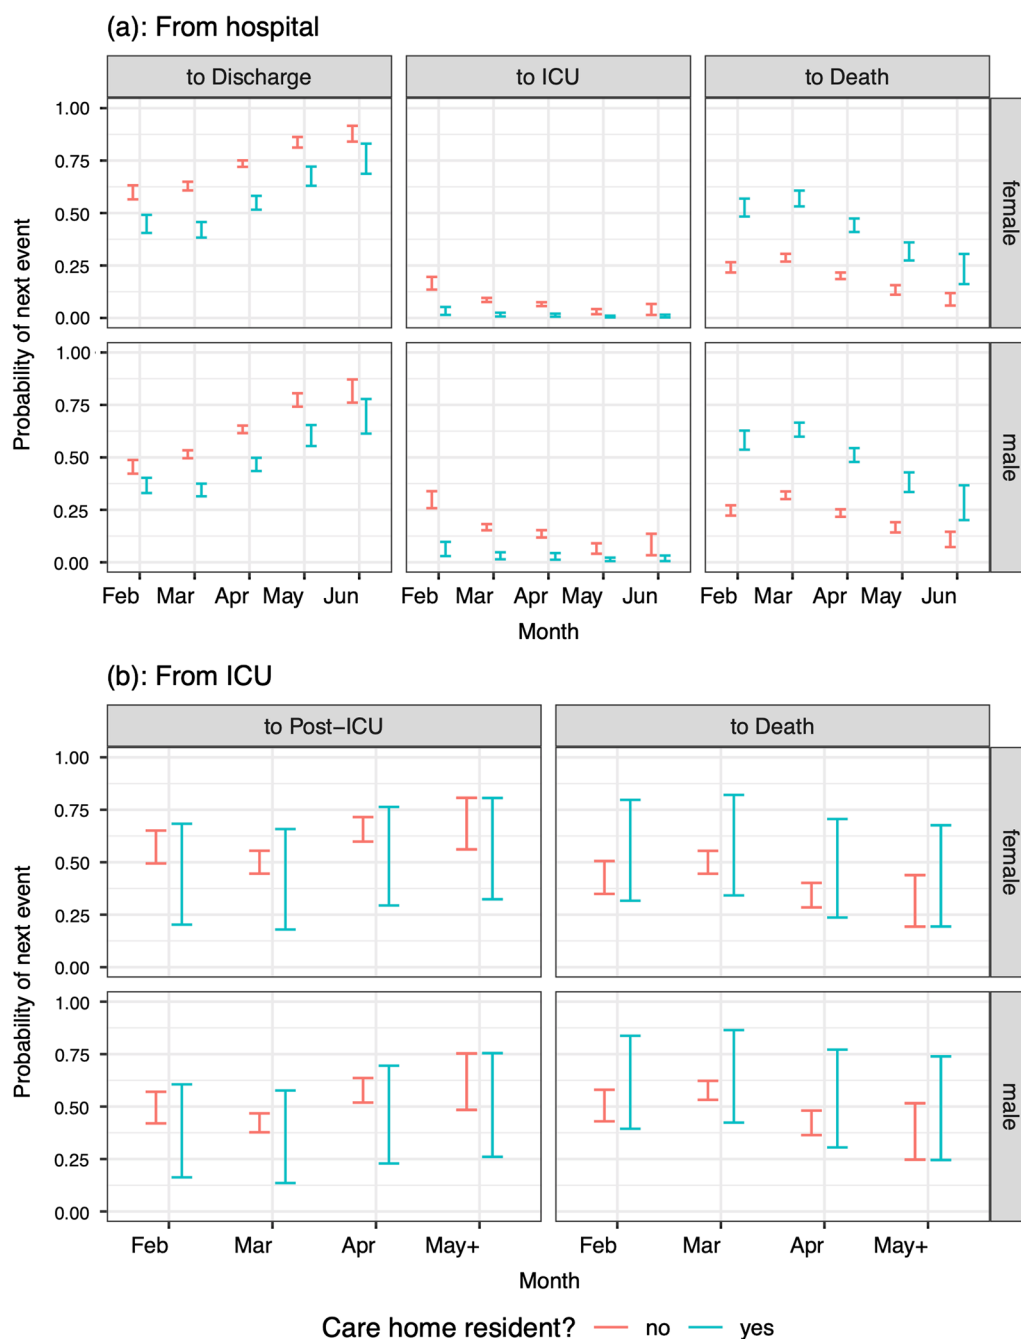 (a): From hospital
to Discharge to ICU to Death
Probability of next event
1.00
0.75
0.50
0.25
0.00
female
1.00
0.75
0.50
0.25
0.00
male
Feb Mar Apr May Jun Feb Mar Apr May Jun Feb Mar Apr May Jun
Month
(b): From ICU
to Post-ICU to Death
Probability of next event
1.00
0.75
0.50
0.25
0.00
female
1.00
0.75
0.50
0.25
0.00
male
Feb Mar Apr May+ Feb Mar Apr May+
Month
Care home resident? no yes